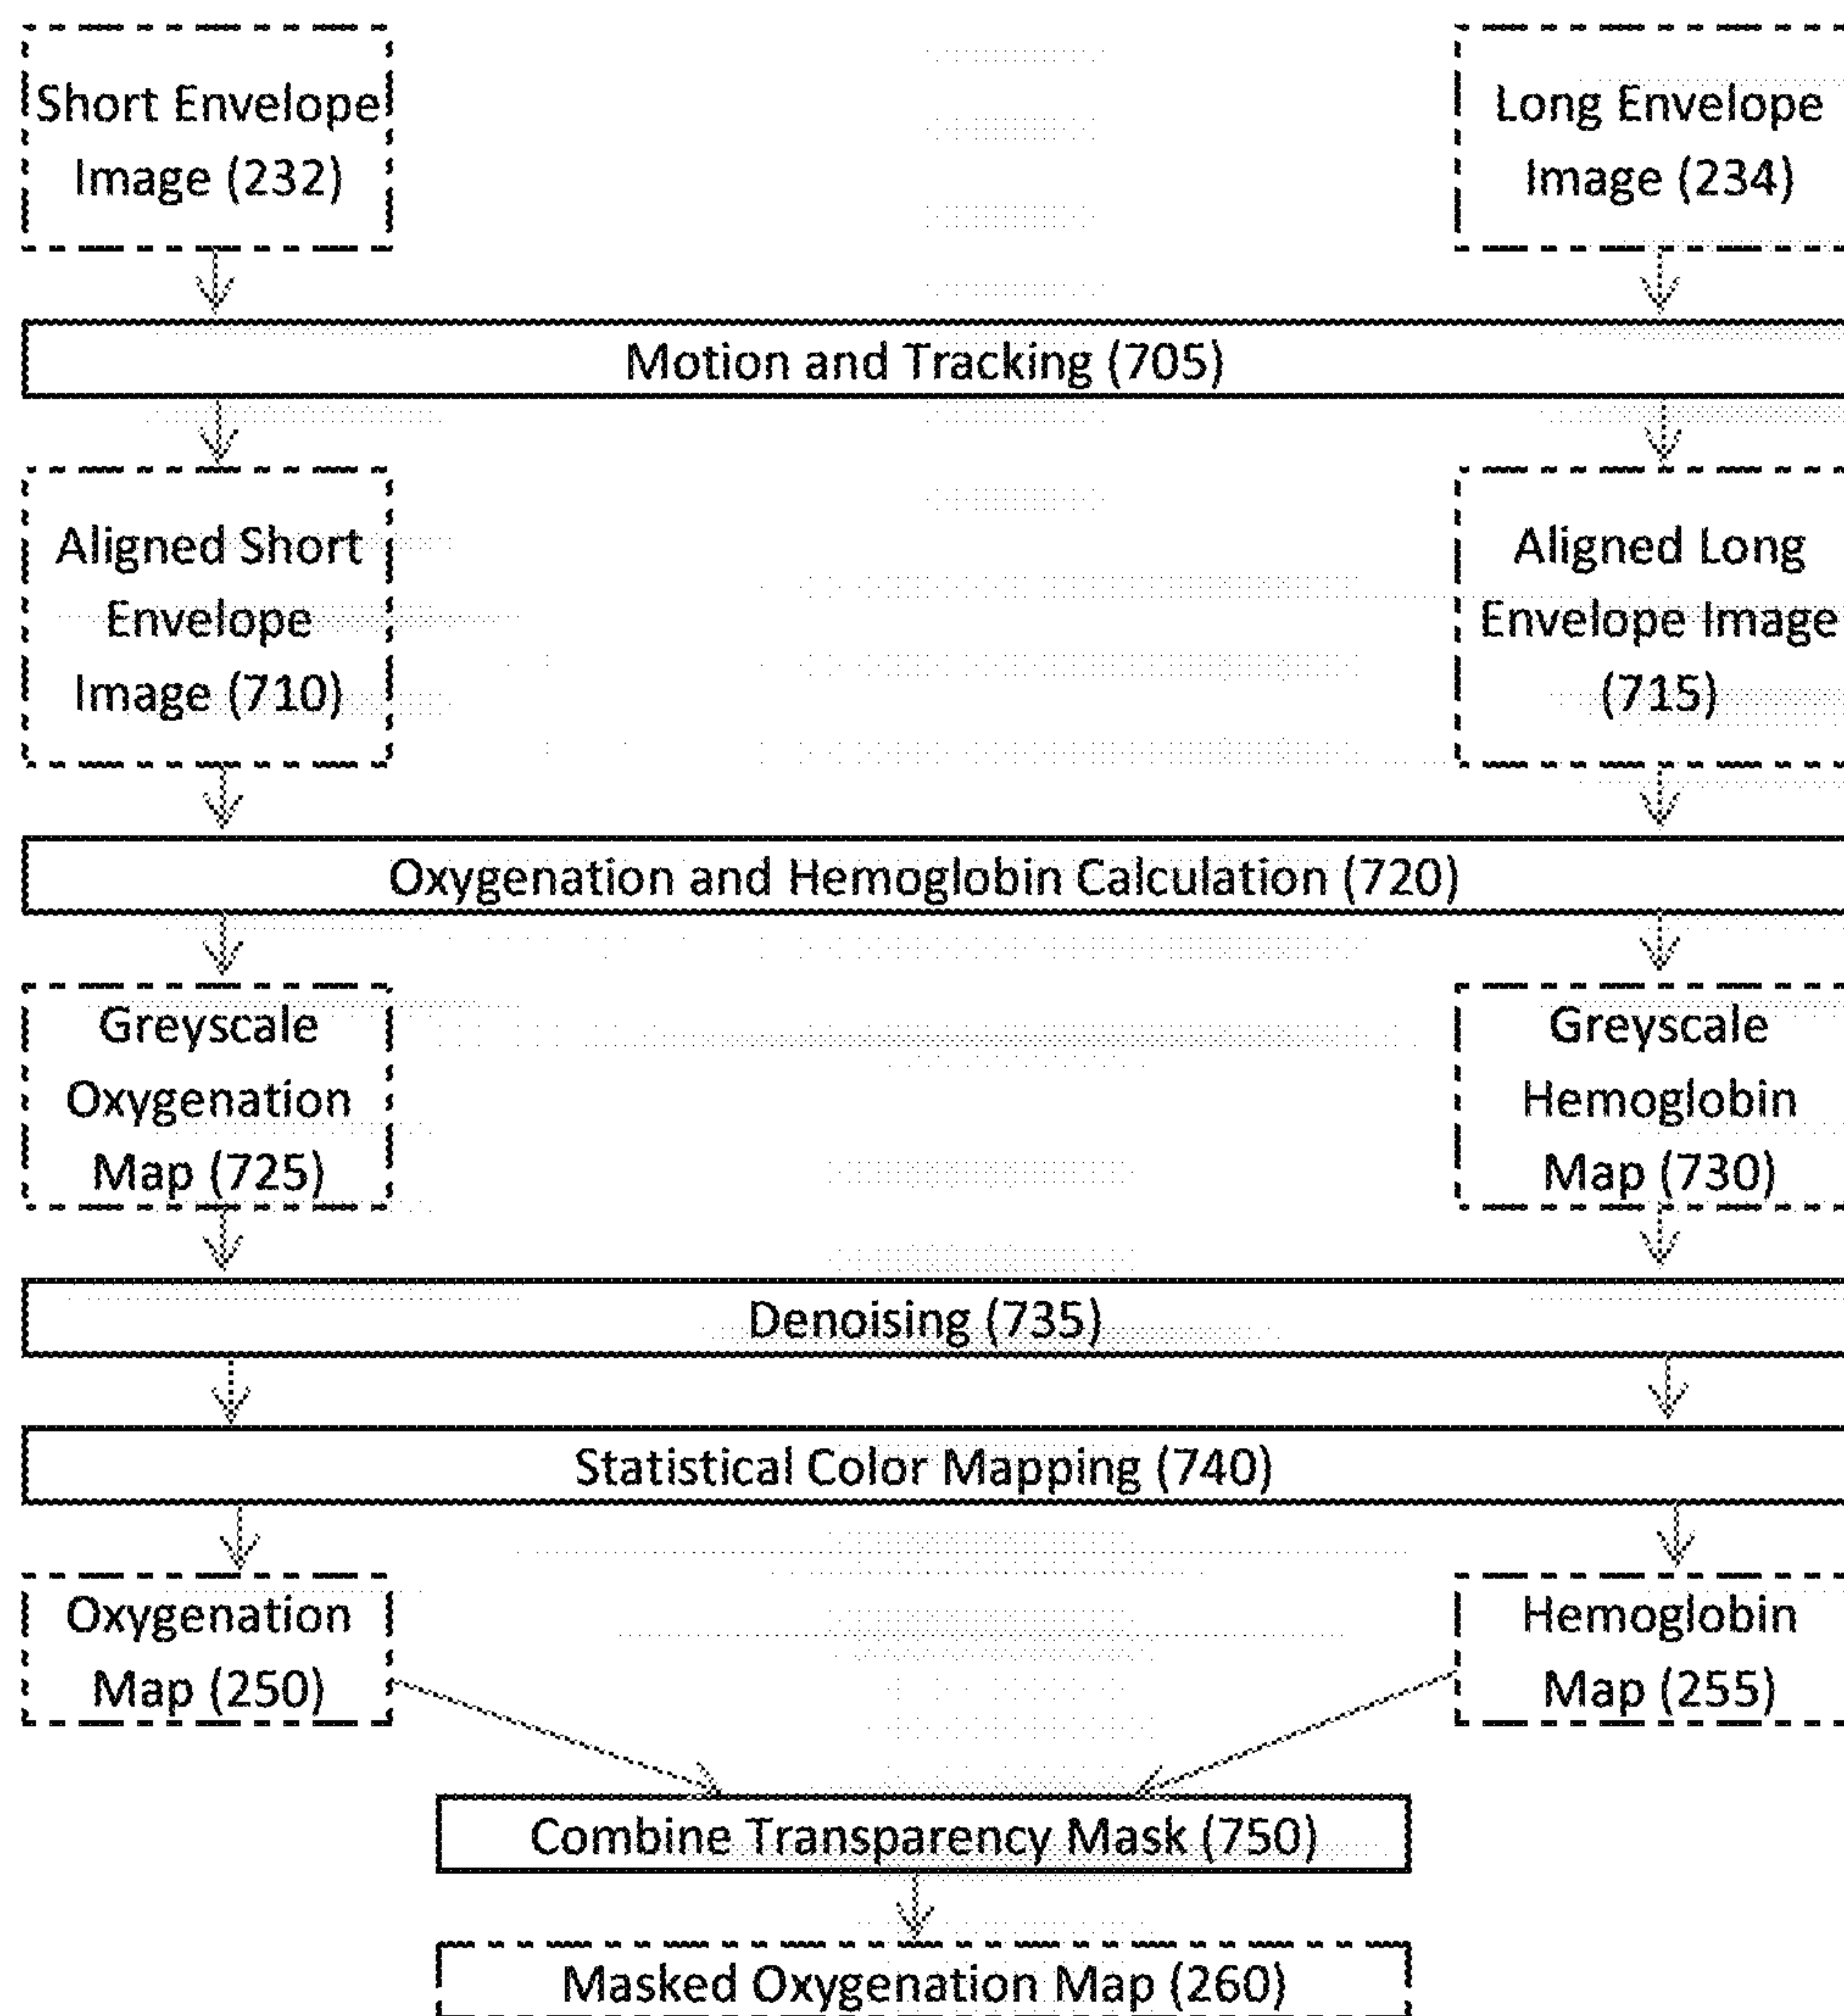 Short Envelope
Image (232)
Long Envelope
Image (234)
Motion and Tracking (705)
Aligned Short
Envelope
Image (710)
Aligned Long
Envelope Image
(715)
Oxygenation and Hemoglobin Calculation (720)
Greyscale
Oxygenation
Map (725)
Greyscale
Hemoglobin
Map (730)
Denoising (735)
Statistical Color Mapping (740)
Oxygenation
Map (250)
Hemoglobin
Map (255)
Combine Transparency Mask (750)
Masked Oxygenation Map (260)